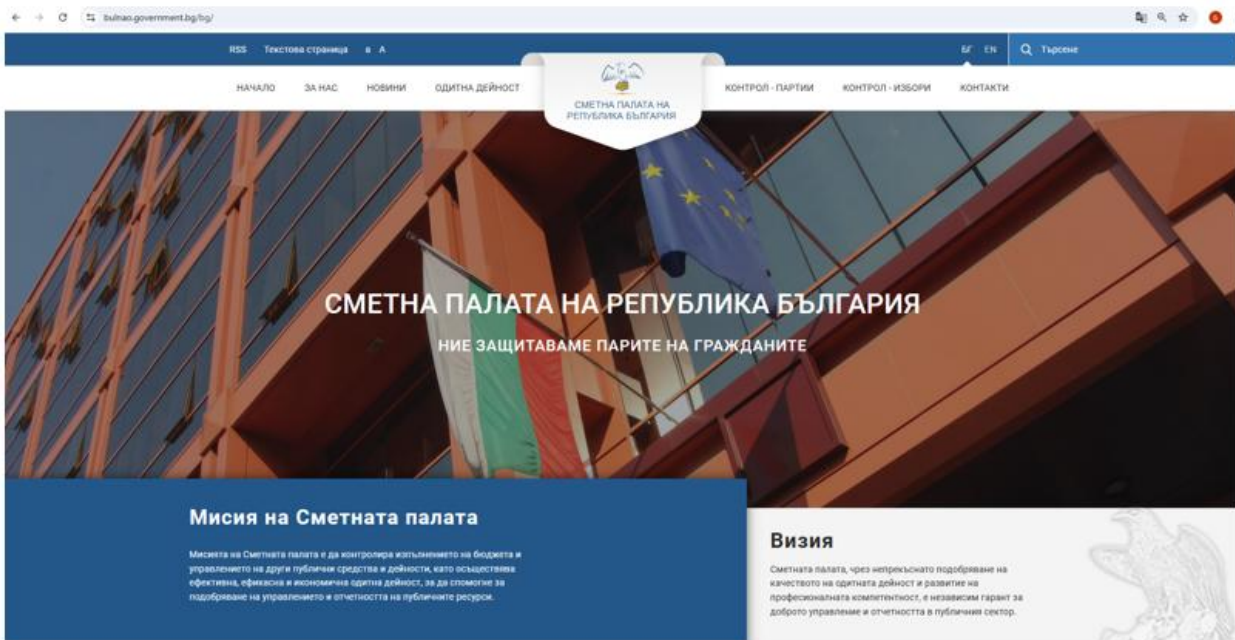 bulnao.government.bg/bg/
RSS Текстова страница а А
БГ EN Търсене
НАЧАЛО ЗА НАС НОВИНИ ОДИТНА ДЕЙНОСТ
СМЕТНА ПАЛАТА НА
РЕПУБЛИКА БЪЛГАРИЯ
КОНТРОЛ - ПАРТИИ КОНТРОЛ - ИЗБОРИ КОНТАКТИ
СМЕТНА ПАЛАТА НА РЕПУБЛИКА БЪЛГАРИЯ
НИЕ ЗАЩИТАВАМЕ ПАРИТЕ НА ГРАЖДАНИТЕ
Мисия на Сметната палата
Мисията на Сметната палата е да контролира изпълнението на бюджета и
управлението на други публични средства и дейности, като осъществява
ефективна, ефикасна и икономична одитна дейност, за да спомогне за
подобряване на управлението и отчетността на публичните ресурси.
Визия
Сметната палата, чрез непрекъснато подобряване на
качеството на одитната дейност и развитие на
професионалната компетентност, е независим гарант за
доброто управление и отчетността в публичния сектор.